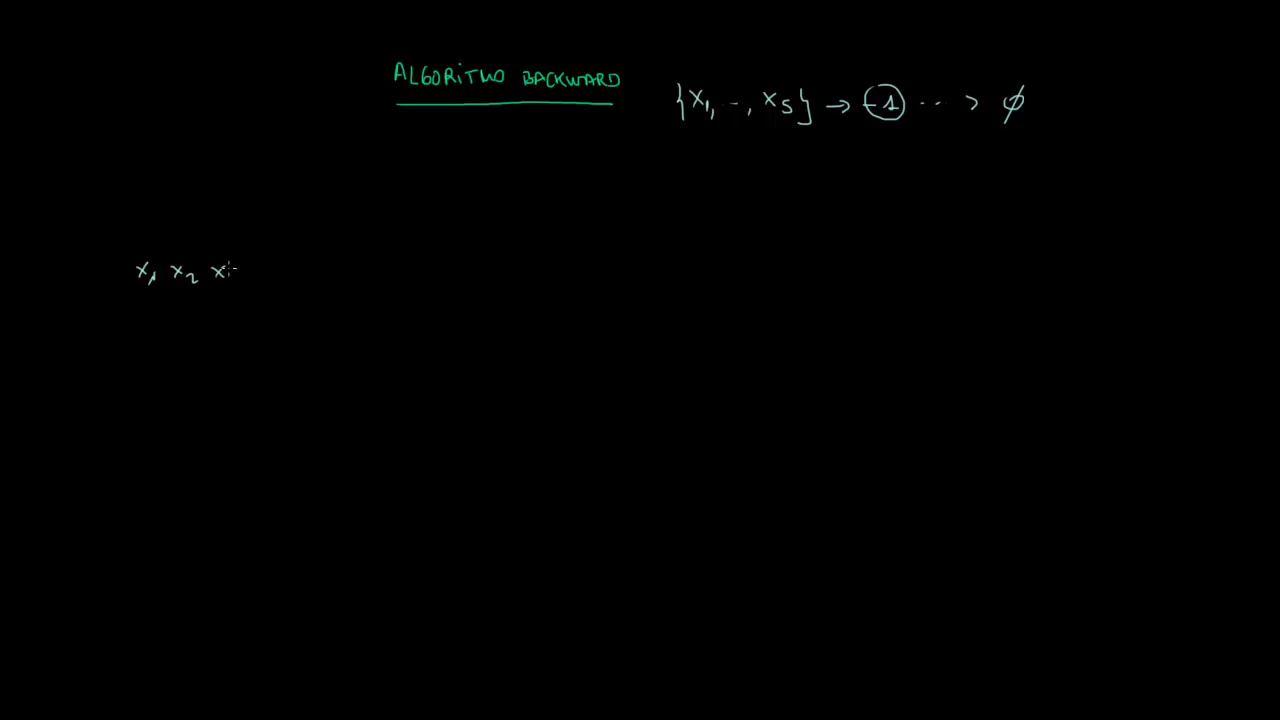 ALGORITMO BACKWARD
{x₁, .., x₅} → -1 ... > ∅
x₁ x₂ x